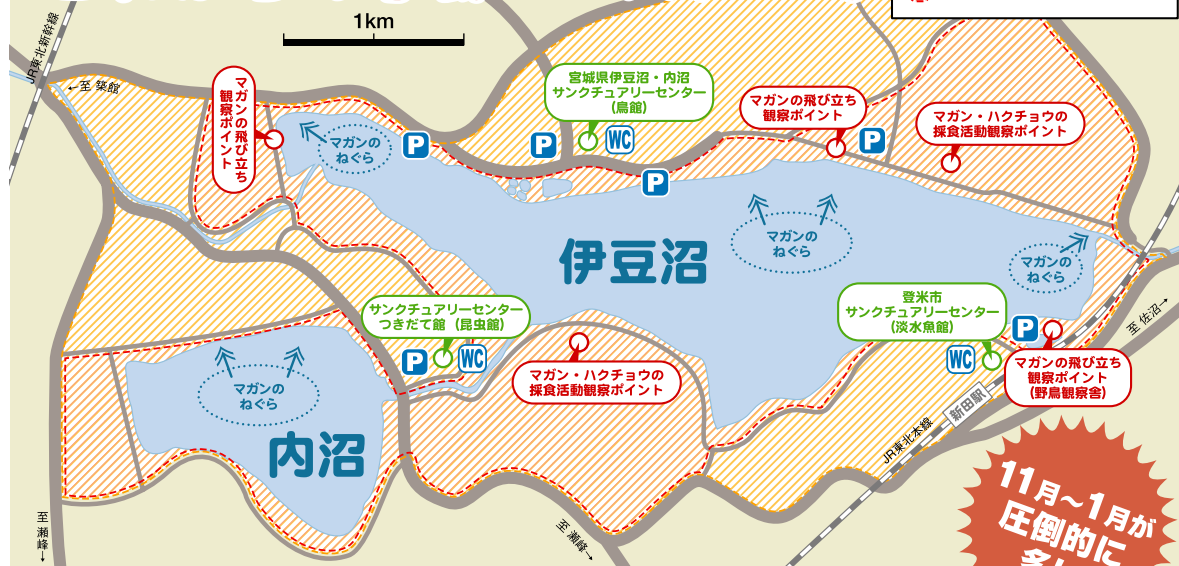 1km
JR東北新幹線
←至 築館
マガンの飛び立ち
観察ポイント
マガンの
ねぐら
P
P
宮城県伊豆沼・内沼
サンクチュアリーセンター
(鳥館)
WC
P
マガンの飛び立ち
観察ポイント
P
マガン・ハクチョウの
採食活動観察ポイント
伊豆沼
マガンの
ねぐら
マガンの
ねぐら
サンクチュアリーセンター
つきだて館(昆虫館)
P
WC
マガン・ハクチョウの
採食活動観察ポイント
登米市
サンクチュアリーセンター
(淡水魚館)
P
WC
マガンの飛び立ち
観察ポイント
(野鳥観察舎)
至 佐沼→
新田駅
JR東北本線
マガンの
ねぐら
内沼
至 瀬峰→
至 瀬峰→
11月~1月が
圧倒的に